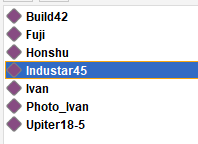 Build42
Fuji
Honshu
Industar45
Ivan
Photo_Ivan
Upiter18-5